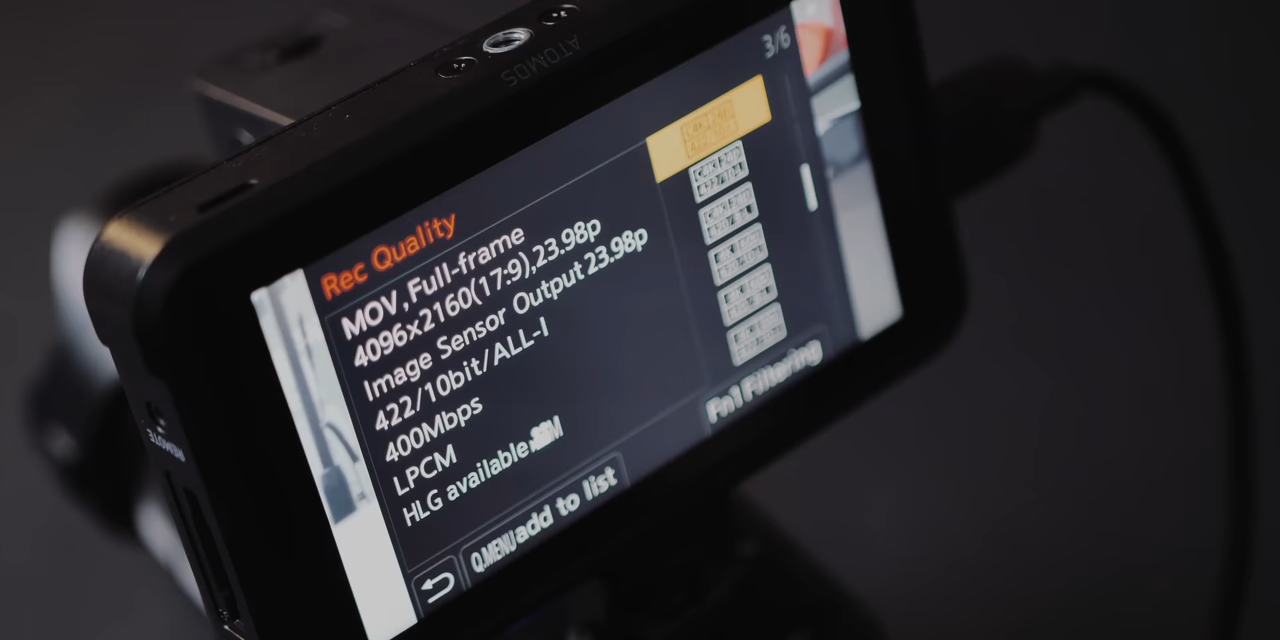 ATOMOS
3/6
Rec Quality
MOV,Full-frame
4096x2160(17:9),23.98p
Image Sensor Output 23.98p
422/10bit/ALL-I
400Mbps
LPCM
HLG available
Fn1 Filtering
Q.MENU add to list
REMOTE